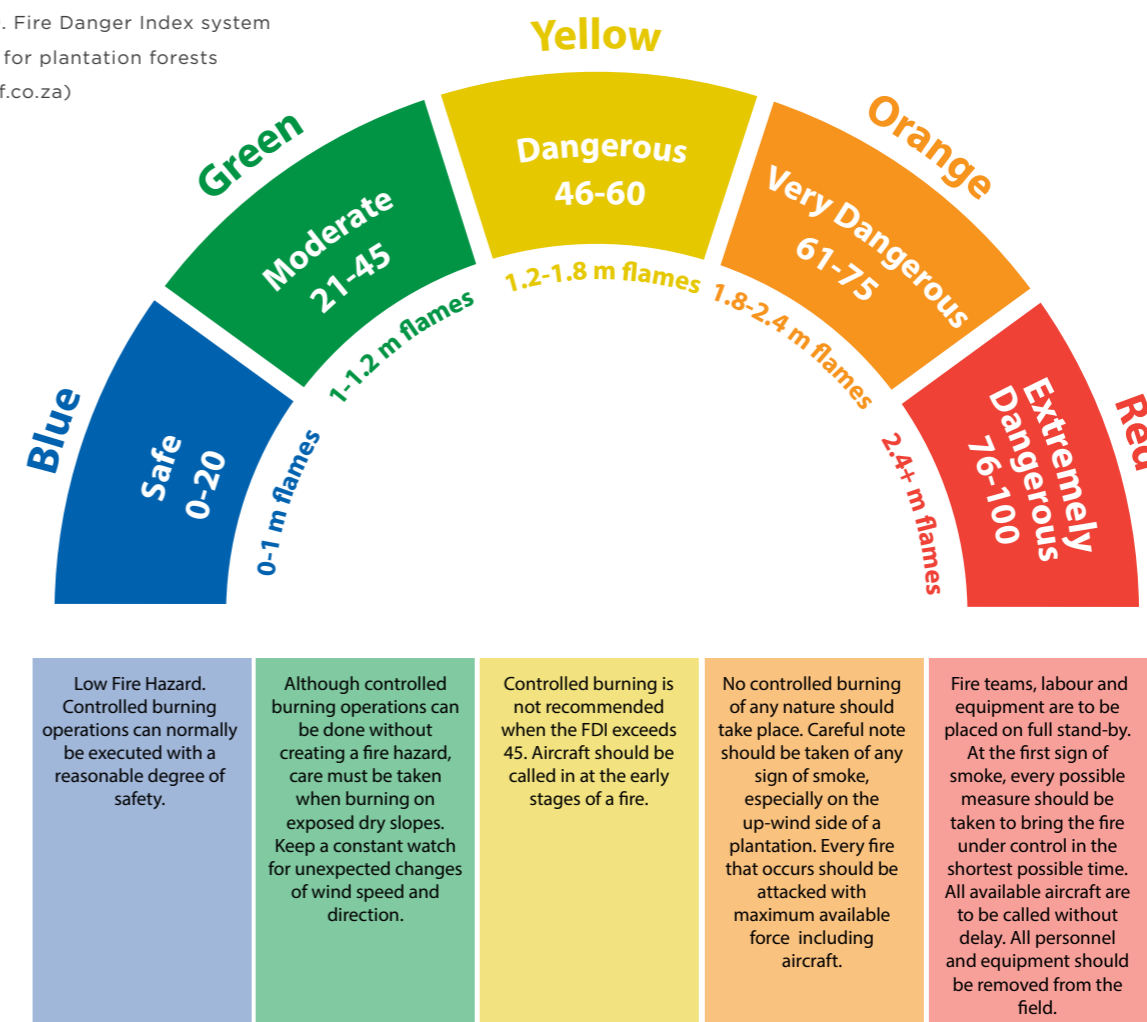 . Fire Danger Index system
for plantation forests
f.co.za)
Blue
Safe
0-20
0-1 m flames
Green
Moderate
21-45
1-1.2 m flames
Yellow
Dangerous
46-60
1.2-1.8 m flames
Orange
Very Dangerous
61-75
1.8-2.4 m flames
Red
Extremely
Dangerous
76-100
2.4+ m flames
Low Fire Hazard.
Controlled burning
operations can normally
be executed with a
reasonable degree of
safety.
Although controlled
burning operations can
be done without
creating a fire hazard,
care must be taken
when burning on
exposed dry slopes.
Keep a constant watch
for unexpected changes
of wind speed and
direction.
Controlled burning is
not recommended
when the FDI exceeds
45. Aircraft should be
called in at the early
stages of a fire.
No controlled burning
of any nature should
take place. Careful note
should be taken of any
sign of smoke,
especially on the
up-wind side of a
plantation. Every fire
that occurs should be
attacked with
maximum available
force including
aircraft.
Fire teams, labour and
equipment are to be
placed on full stand-by.
At the first sign of
smoke, every possible
measure should be
taken to bring the fire
under control in the
shortest possible time.
All available aircraft are
to be called without
delay. All personnel
and equipment should
be removed from the
field.